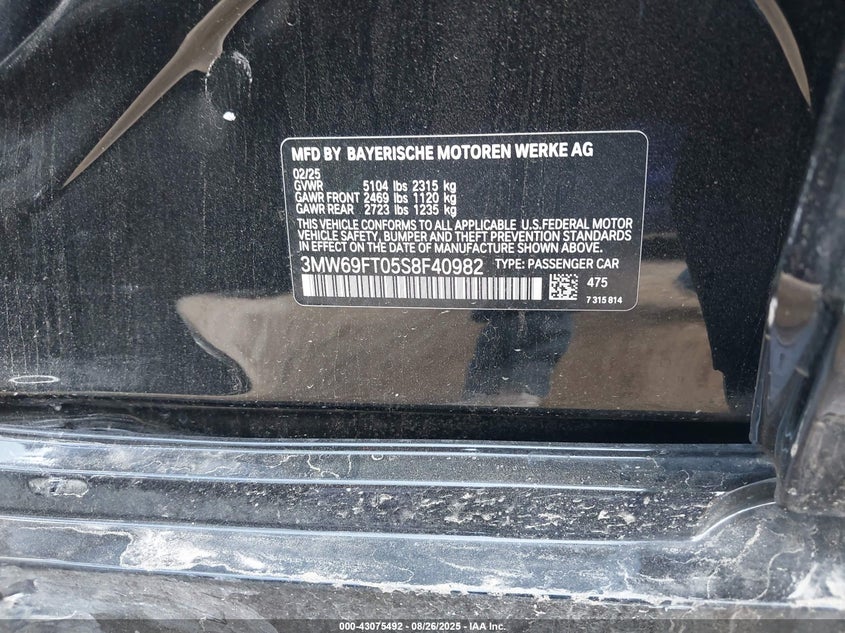 MFD BY BAYERISCHE MOTOREN WERKE AG
02/25
GVWR 5104 lbs 2315 kg
GAWR FRONT 2469 lbs 1120 kg
GAWR REAR 2723 lbs 1235 kg
THIS VEHICLE CONFORMS TO ALL APPLICABLE U.S.FEDERAL MOTOR
VEHICLE SAFETY, BUMPER AND THEFT PREVENTION STANDARDS
IN EFFECT ON THE DATE OF MANUFACTURE SHOWN ABOVE.
3MW69FT05S8F40982 TYPE: PASSENGER CAR
475
7 315 814
000-43075492 - 08/26/2025 - IAA Inc.